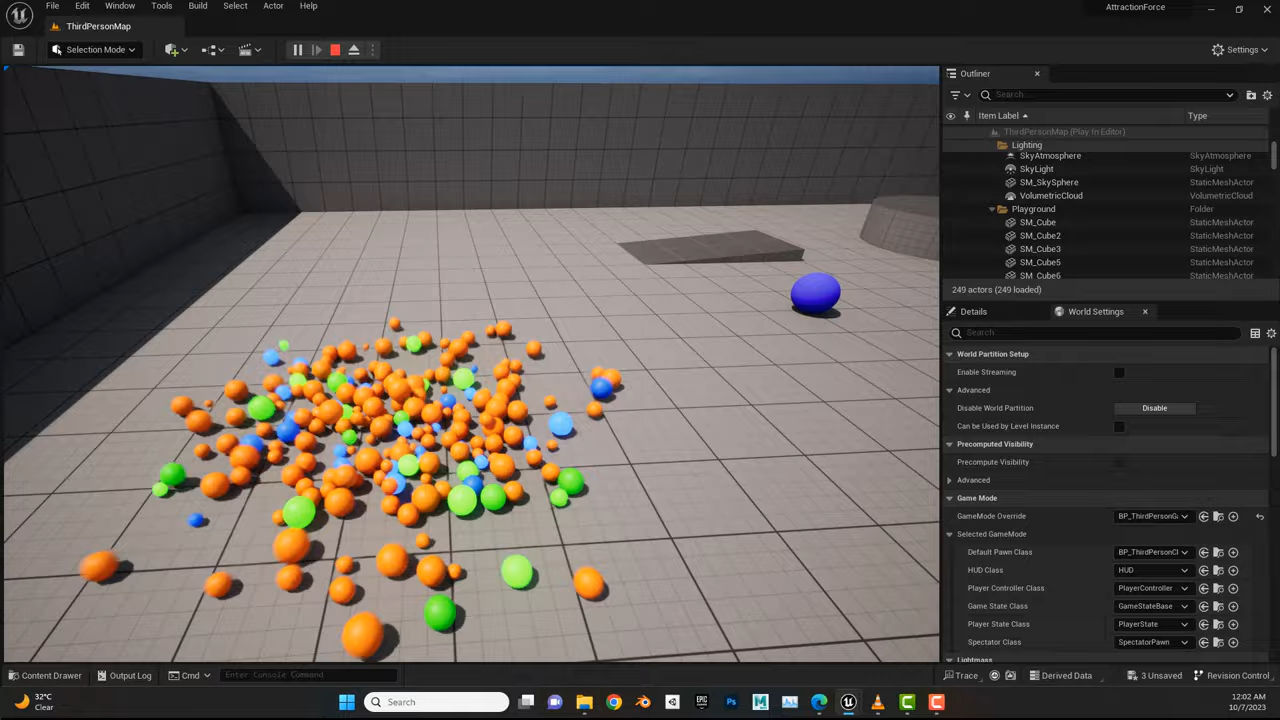 File Edit Window Tools Build Select Actor Help
AttractionForce
ThirdPersonMap
Selection Mode
Settings
Outliner
Search...
Item Label Type
ThirdPersonMap (Play In Editor)
Lighting
SkyAtmosphere SkyAtmosphere
SkyLight SkyLight
SM_SkySphere StaticMeshActor
VolumetricCloud VolumetricCloud
Playground Folder
SM_Cube StaticMeshActor
SM_Cube2 StaticMeshActor
SM_Cube3 StaticMeshActor
SM_Cube5 StaticMeshActor
SM_Cube6 StaticMeshActor
249 actors (249 loaded)
Details World Settings
Search...
World Partition Setup
Enable Streaming
Advanced
Disable World Partition Disable
Can be Used by Level Instance
Precomputed Visibility
Precompute Visibility
Advanced
Game Mode
GameMode Override BP_ThirdPersonG
Selected GameMode
Default Pawn Class BP_ThirdPersonCl
HUD Class HUD
Player Controller Class PlayerController
Game State Class GameStateBase
Player State Class PlayerState
Spectator Class SpectatorPawn
Lightmass
Content Drawer Output Log Cmd Enter Console Command Trace Derived Data 3 Unsaved Revision Control
32°C
Clear
Search
EPIC
Ps
12:02 AM
10/7/2023